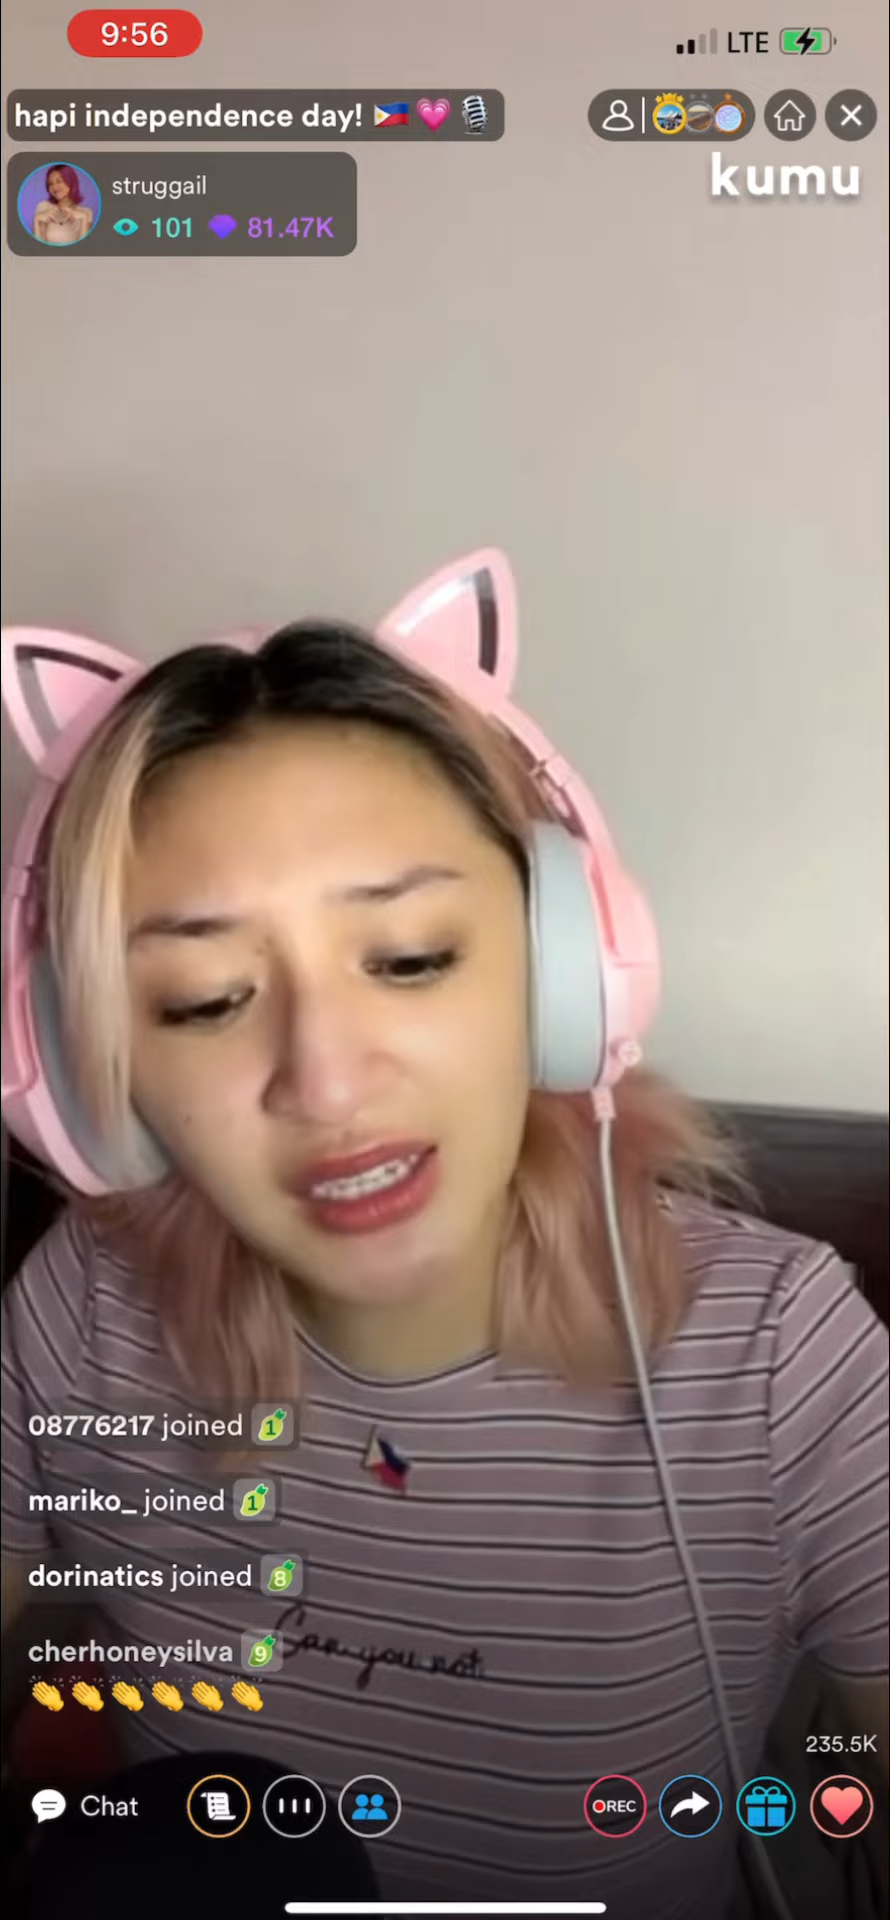 9:56
LTE
hapi independence day! 🇵🇭💗🎙️
struggail
101 81.47K
kumu
08776217 joined 1
mariko_ joined 1
dorinatics joined 8
cherhoneysilva 9
👏👏👏👏👏👏
Can you not
235.5K
Chat
REC